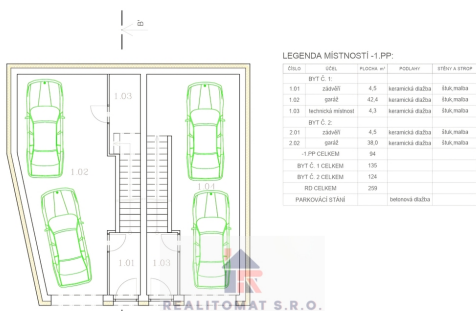 LEGENDA MÍSTNOSTÍ -1.PP:
ČÍSLO ÚČEL PLOCHA m² PODLAHY STĚNY A STROP
BYT Č. 1:
1.01 zádvěří 4,5 keramická dlažba štuk,malba
1.02 garáž 42,4 keramická dlažba štuk,malba
1.03 technická místnost 4,3 keramická dlažba štuk,malba
BYT Č. 2:
2.01 zádvěří 4,5 keramická dlažba štuk,malba
2.02 garáž 38,0 keramická dlažba štuk,malba
-1.PP CELKEM 94
BYT Č. 1 CELKEM 135
BYT Č. 2 CELKEM 124
RD CELKEM 259
PARKOVÁCÍ STÁNÍ betonová dlažba
1.03
1.02
1.04
1.01
1.03
REALITOMAT S.R.O.